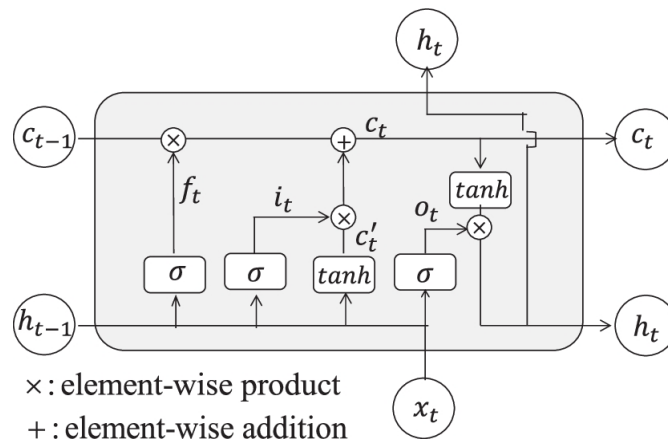 h_t
c_{t-1}
×
+
c_t
c_t
f_t
i_t
×
c'_t
o_t
tanh
×
σ
σ
tanh
σ
h_{t-1}
h_t
×: element-wise product
x_t
+: element-wise addition